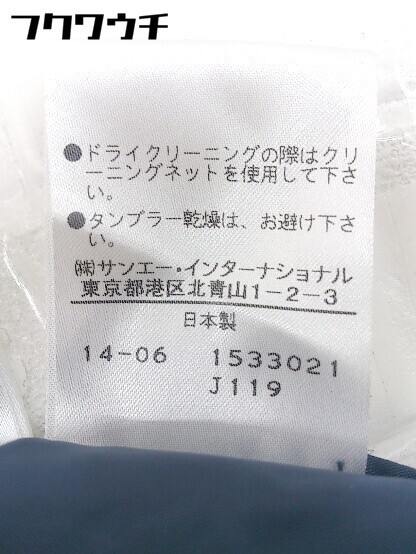 フクワウチ
●ドライクリーニングの際はクリ
ーニングネットを使用して下さ
い。
●タンブラー乾燥は、お避け下さ
い。
㈱サンエー・インターナショナル
東京都港区北青山1-2-3
日本製
14-06 1533021
J119